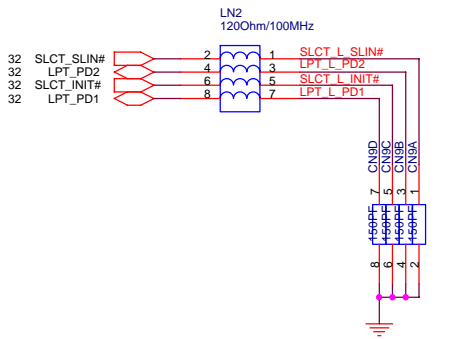 LN2
120Ohm/100MHz
32 SLCT_SLIN# 2 1 SLCT_L_SLIN#
32 LPT_PD2 4 3 LPT_L_PD2
32 SLCT_INIT# 6 5 SLCT_L_INIT#
32 LPT_PD1 8 7 LPT_L_PD1
CN9D CN9C CN9B CN9A
7 5 3 1
150PF 150PF 150PF 150PF
8 6 4 2